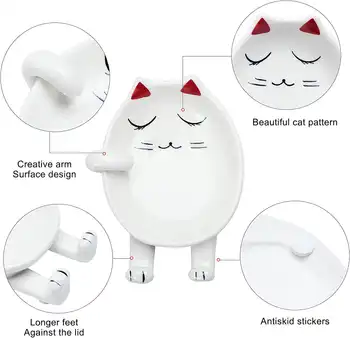 Beautiful cat pattern
Creative arm
Surface design
Longer feet
Against the lid
Antiskid stickers